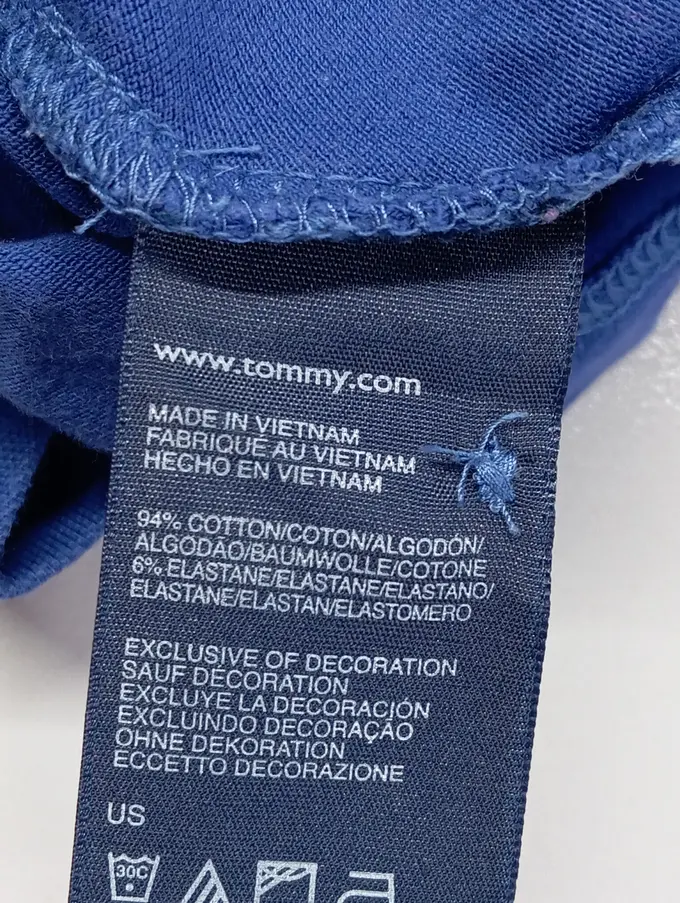 www.tommy.com
MADE IN VIETNAM
FABRIQUÉ AU VIETNAM
HECHO EN VIETNAM
94% COTTON/COTON/ALGODÓN/
ALGODÃO/BAUMWOLLE/COTONE
6% ELASTANE/ELASTANE/ELASTANO/
ELASTANE/ELASTAN/ELASTOMERO
EXCLUSIVE OF DECORATION
SAUF DÉCORATION
EXCLUYE LA DECORACIÓN
EXCLUINDO DECORAÇÃO
OHNE DEKORATION
ECCETTO DECORAZIONE
US
30C